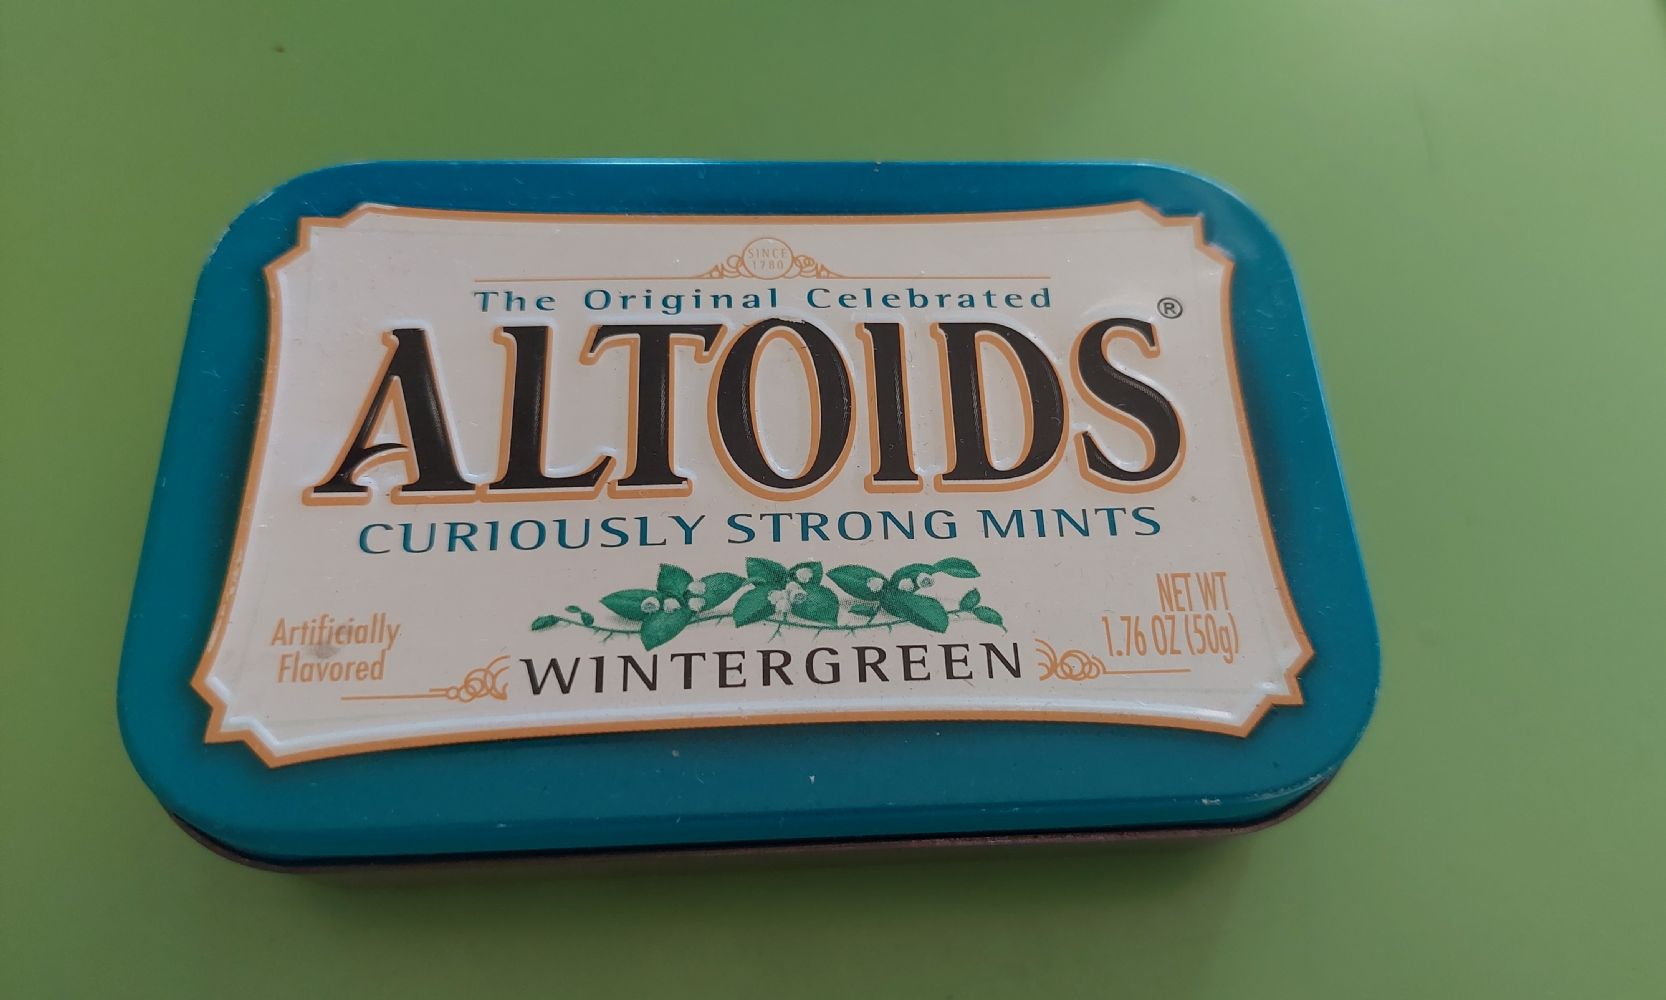 SINCE
1780
The Original Celebrated
ALTOIDS®
CURIOUSLY STRONG MINTS
Artificially
Flavored
WINTERGREEN
NET WT
1.76 OZ (50g)